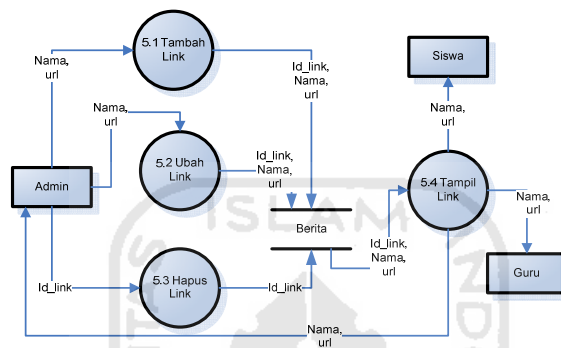 5.1 Tambah
Link
Nama,
url
Id_link,
Nama,
url
Siswa
Nama,
url
Nama,
url
5.2 Ubah
Link
Id_link,
Nama,
url
Admin
5.4 Tampil
Link
Nama,
url
ISLAM
Berita
Id_link,
Nama,
url
5.3 Hapus
Link
Id_link
Id_link
Guru
Nama,
url